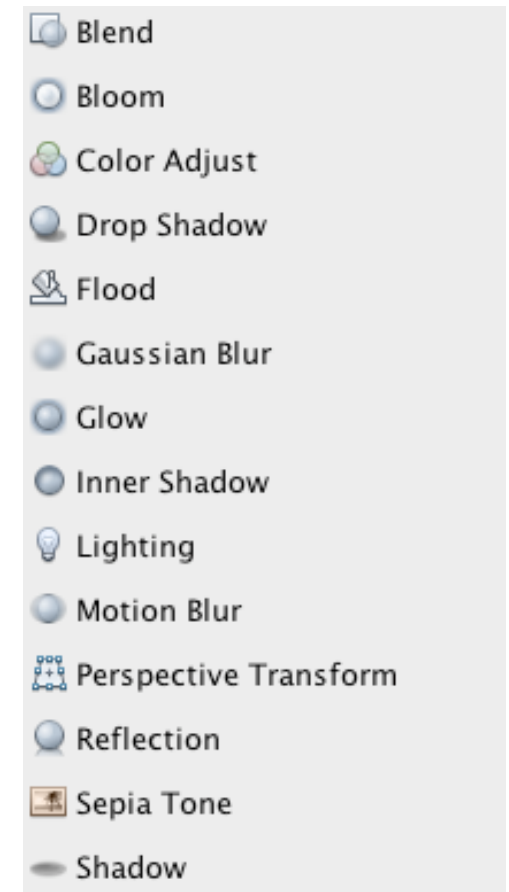 Blend
Bloom
Color Adjust
Drop Shadow
Flood
Gaussian Blur
Glow
Inner Shadow
Lighting
Motion Blur
Perspective Transform
Reflection
Sepia Tone
Shadow